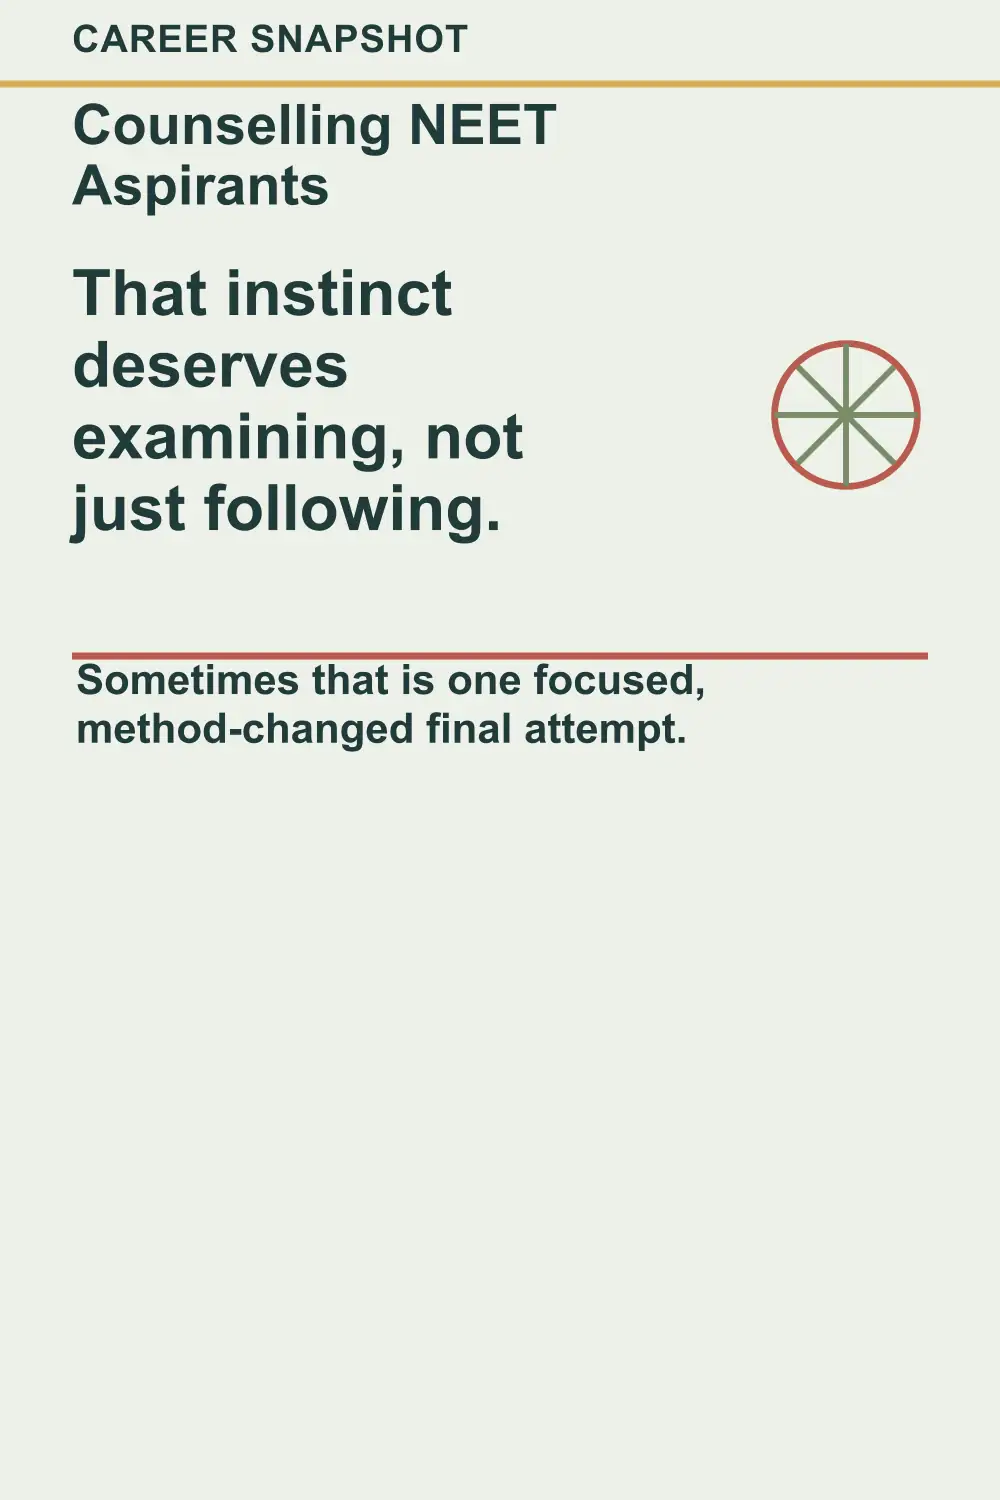 CAREER SNAPSHOT
Counselling NEET
Aspirants
That instinct
deserves
examining, not
just following.
Sometimes that is one focused,
method-changed final attempt.